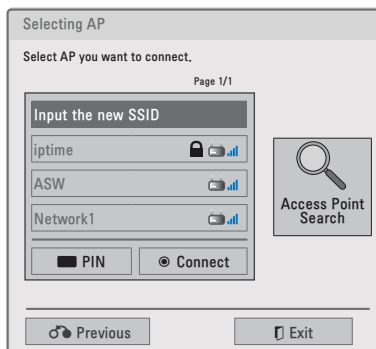 Selecting AP
Select AP you want to connect.
Page 1/1
Input the new SSID
iptime
ASW
Network1
PIN
Connect
Access Point
Search
Previous
Exit